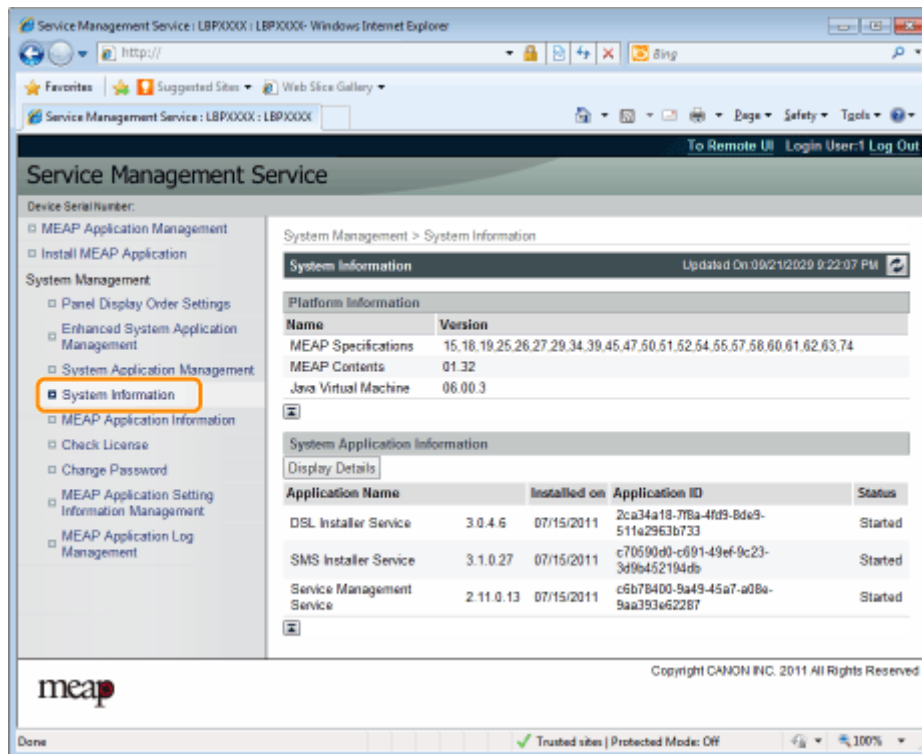 Service Management Service : LBPXXXX : LBPXXXX- Windows Internet Explorer
http://
Bing
Favorites
Suggested Sites
Web Slice Gallery
Service Management Service : LBPXXXX : LBPXXXX
Page
Safety
Tools
To Remote UI Login User:1 Log Out
Service Management Service
Device Serial Number:
MEAP Application Management
Install MEAP Application
System Management
Panel Display Order Settings
Enhanced System Application
Management
System Application Management
System Information
MEAP Application Information
Check License
Change Password
MEAP Application Setting
Information Management
MEAP Application Log
Management
System Management > System Information
System Information
Updated On:09/21/2029 9:22:07 PM
Platform Information
Name Version
MEAP Specifications 15,18,19,25,26,27,29,34,39,45,47,50,51,52,54,55,57,58,60,61,62,63,74
MEAP Contents 01.32
Java Virtual Machine 06.00.3
System Application Information
Display Details
Application Name Installed on Application ID Status
DSL Installer Service 3.0.4.6 07/15/2011 2ca34a18-7f8a-4fd9-8de9-
511e2963b733 Started
SMS Installer Service 3.1.0.27 07/15/2011 c70590d0-c691-49ef-9c23-
3d9b452194db Started
Service Management
Service 2.11.0.13 07/15/2011 c6b78400-9a49-45a7-a08e-
9aa393e62287 Started
Copyright CANON INC. 2011 All Rights Reserved
meap
Done
Trusted sites | Protected Mode: Off
100%